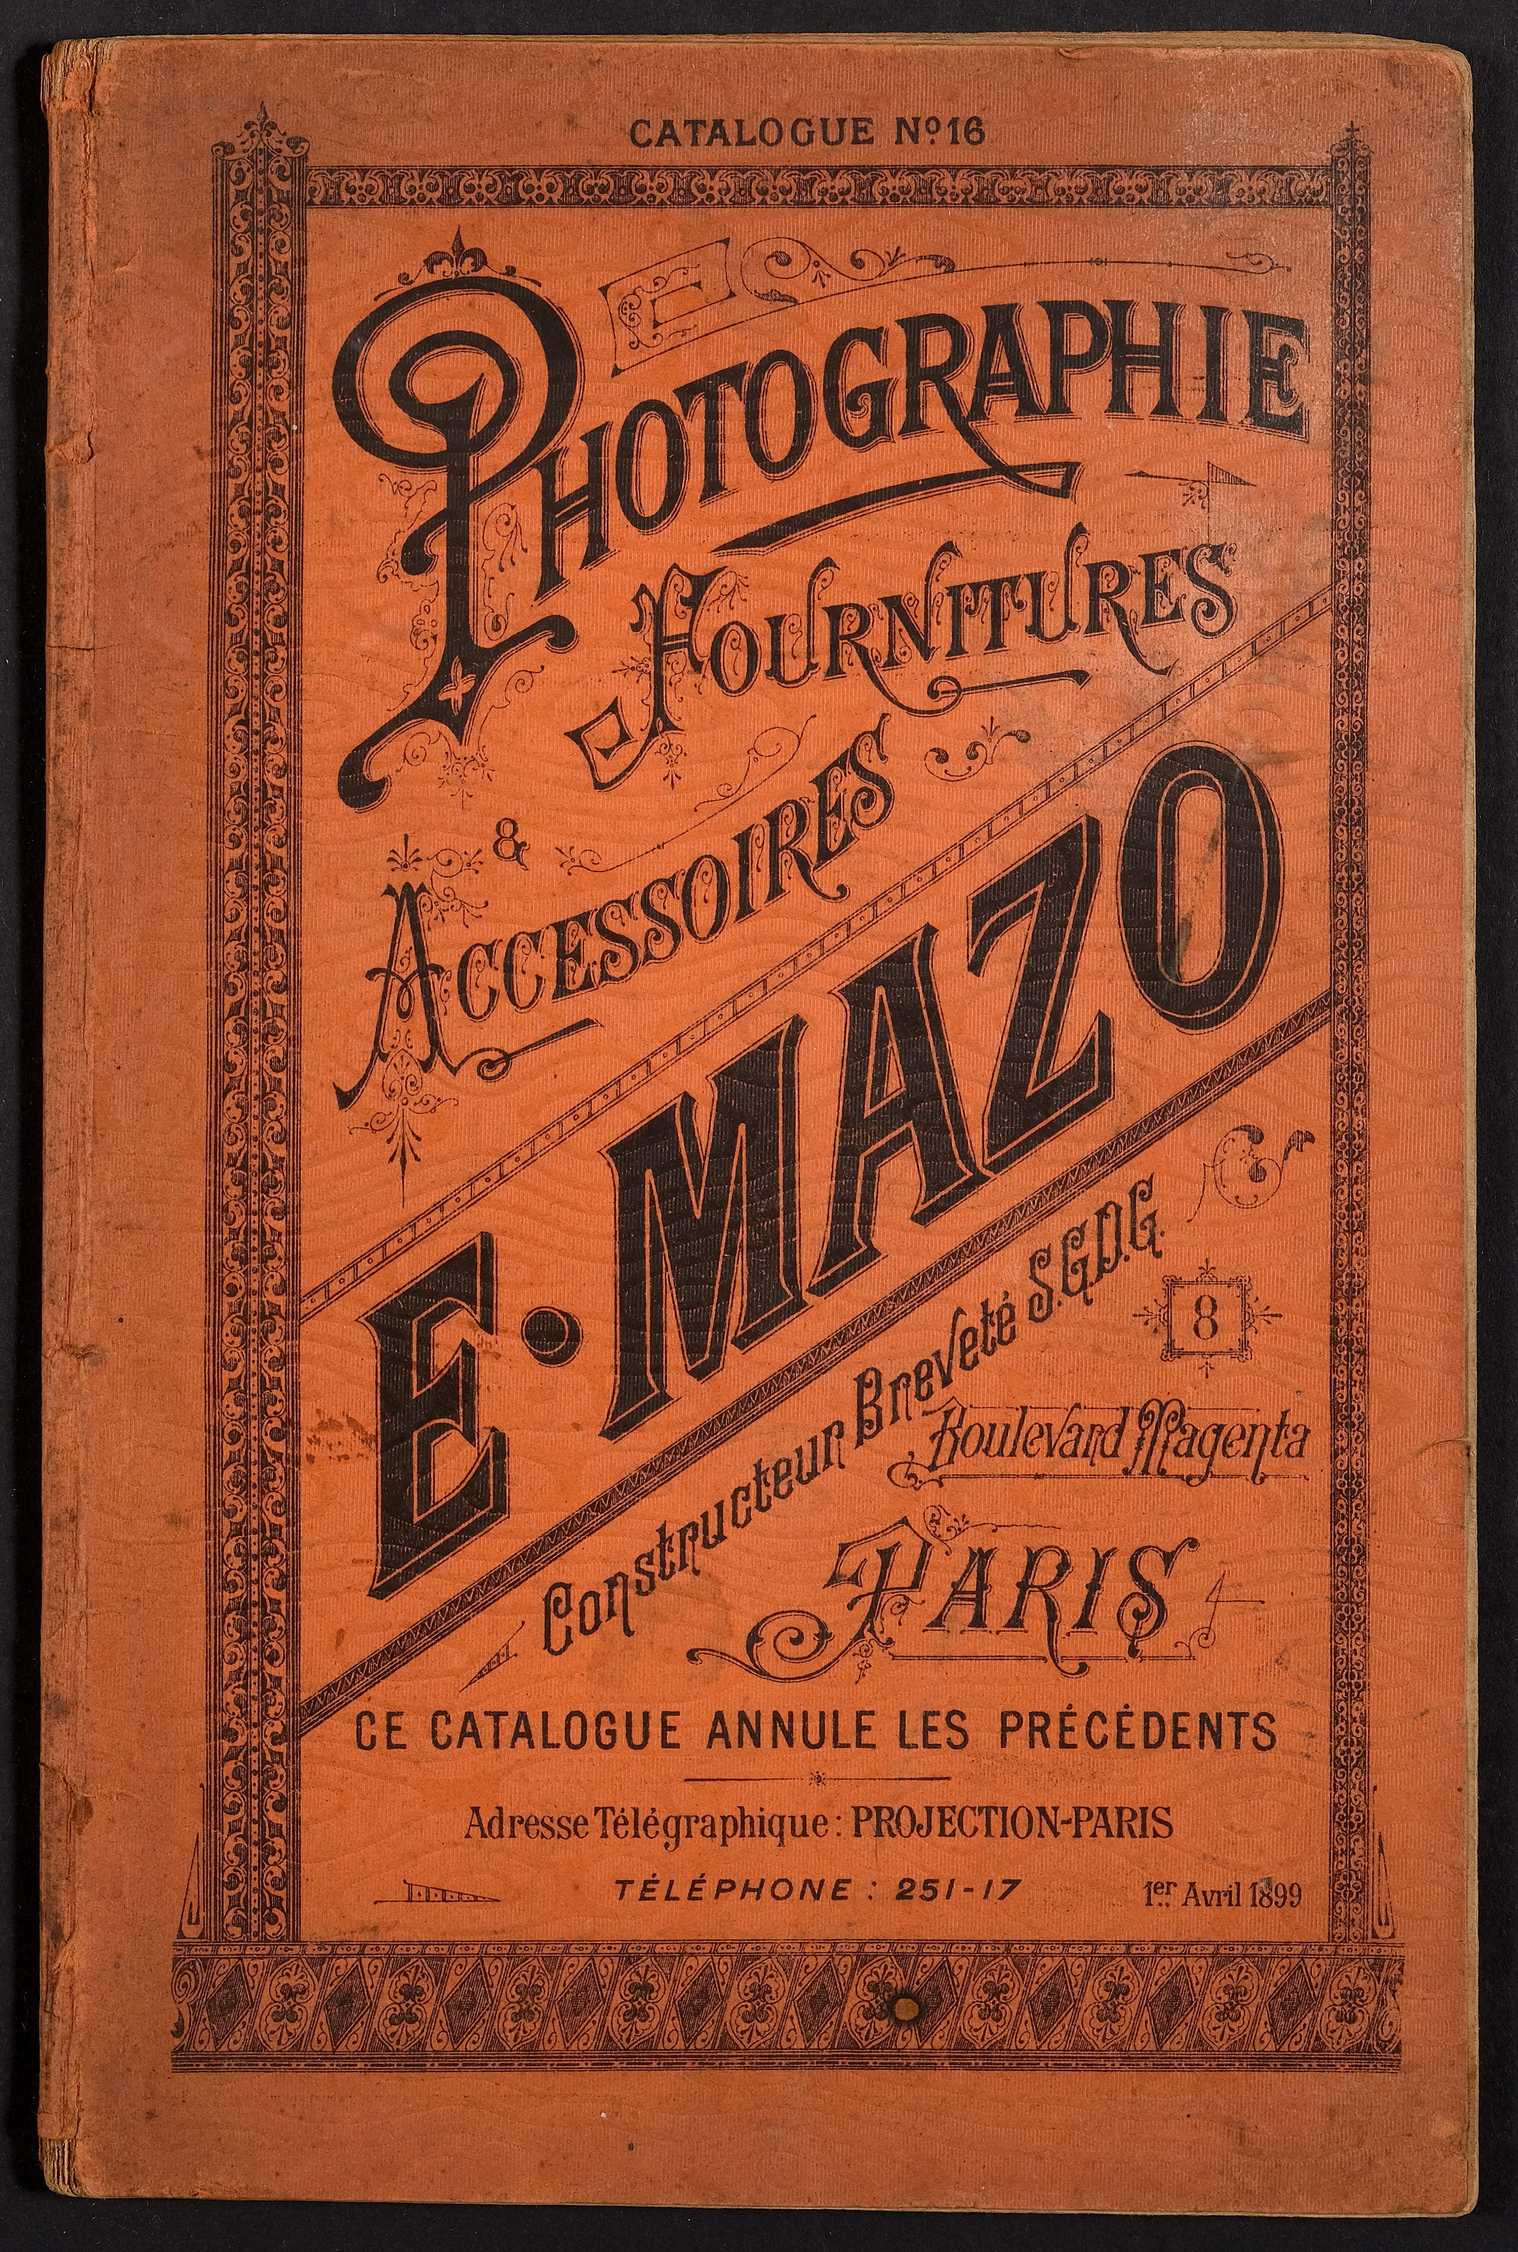 CATALOGUE Nº 16
PHOTOGRAPHIE
FOURNITURES
&
ACCESSOIRES
E. MAZO
Constructeur Breveté S.G.D.G.
8
Boulevard Magenta
PARIS
CE CATALOGUE ANNULE LES PRÉCÉDENTS
Adresse Télégraphique : PROJECTION-PARIS
TÉLÉPHONE : 251-17
1er Avril 1899